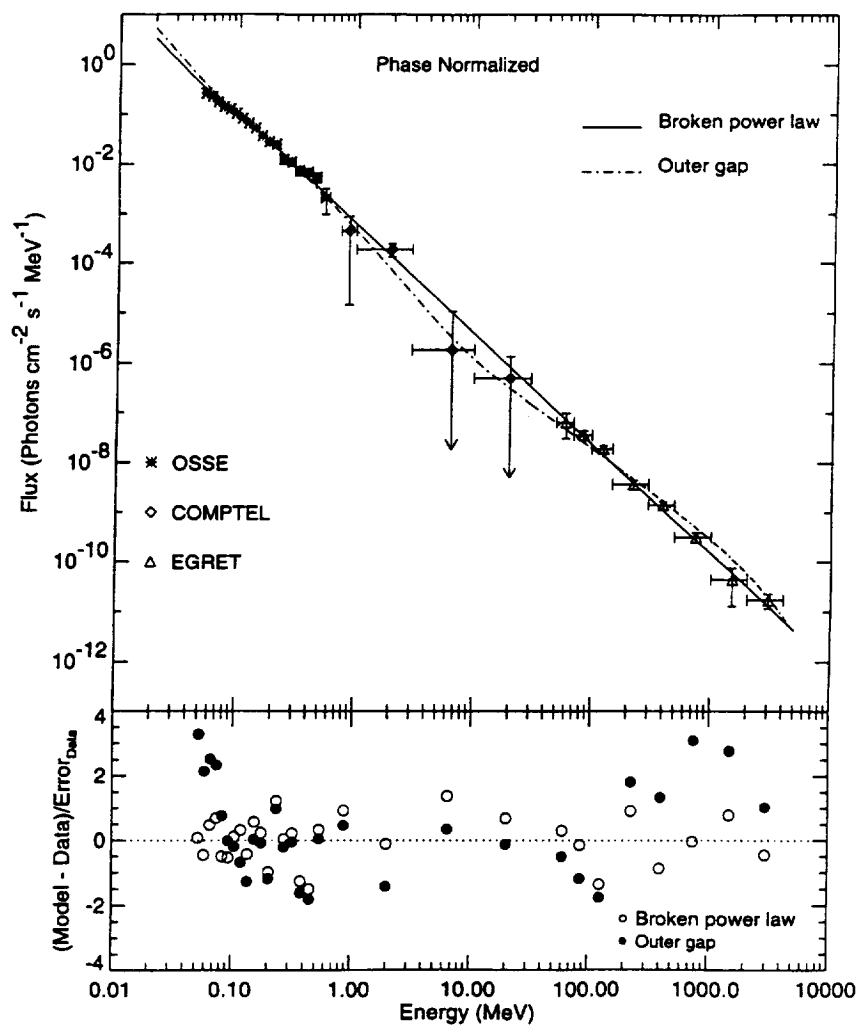 Phase Normalized
Broken power law
Outer gap
10^0
10^-2
10^-4
10^-6
10^-8
10^-10
10^-12
Flux (Photons cm^-2 s^-1 MeV^-1)
OSSE
COMPTEL
EGRET
4
2
0
-2
-4
(Model - Data)/Error_Data
Broken power law
Outer gap
0.01 0.10 1.00 10.00 100.00 1000.0 10000
Energy (MeV)